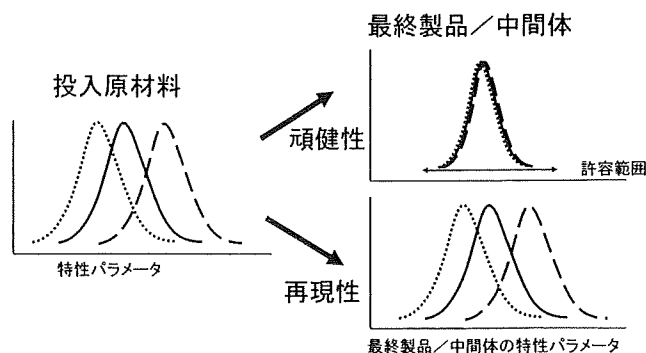 最終製品／中間体
投入原材料
頑健性
許容範囲
特性パラメータ
再現性
最終製品／中間体の特性パラメータ